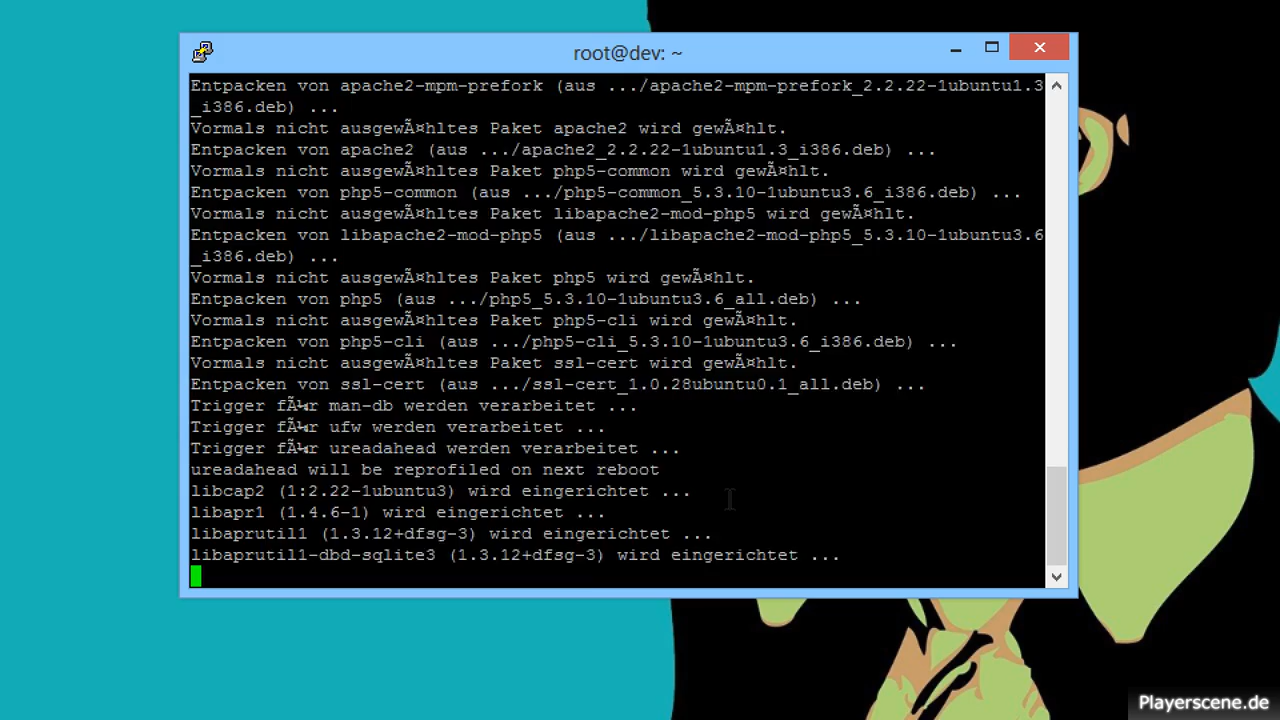 root@dev: ~
Entpacken von apache2-mpm-prefork (aus .../apache2-mpm-prefork_2.2.22-1ubuntu1.3
_i386.deb) ...
Vormals nicht ausgewÃ¤hltes Paket apache2 wird gewÃ¤hlt.
Entpacken von apache2 (aus .../apache2_2.2.22-1ubuntu1.3_i386.deb) ...
Vormals nicht ausgewÃ¤hltes Paket php5-common wird gewÃ¤hlt.
Entpacken von php5-common (aus .../php5-common_5.3.10-1ubuntu3.6_i386.deb) ...
Vormals nicht ausgewÃ¤hltes Paket libapache2-mod-php5 wird gewÃ¤hlt.
Entpacken von libapache2-mod-php5 (aus .../libapache2-mod-php5_5.3.10-1ubuntu3.6
_i386.deb) ...
Vormals nicht ausgewÃ¤hltes Paket php5 wird gewÃ¤hlt.
Entpacken von php5 (aus .../php5_5.3.10-1ubuntu3.6_all.deb) ...
Vormals nicht ausgewÃ¤hltes Paket php5-cli wird gewÃ¤hlt.
Entpacken von php5-cli (aus .../php5-cli_5.3.10-1ubuntu3.6_i386.deb) ...
Vormals nicht ausgewÃ¤hltes Paket ssl-cert wird gewÃ¤hlt.
Entpacken von ssl-cert (aus .../ssl-cert_1.0.28ubuntu0.1_all.deb) ...
Trigger fÃ¼r man-db werden verarbeitet ...
Trigger fÃ¼r ufw werden verarbeitet ...
Trigger fÃ¼r ureadahead werden verarbeitet ...
ureadahead will be reprofiled on next reboot
libcap2 (1:2.22-1ubuntu3) wird eingerichtet ...
libapr1 (1.4.6-1) wird eingerichtet ...
libaprutil1 (1.3.12+dfsg-3) wird eingerichtet ...
libaprutil1-dbd-sqlite3 (1.3.12+dfsg-3) wird eingerichtet ...
Playerscene.de